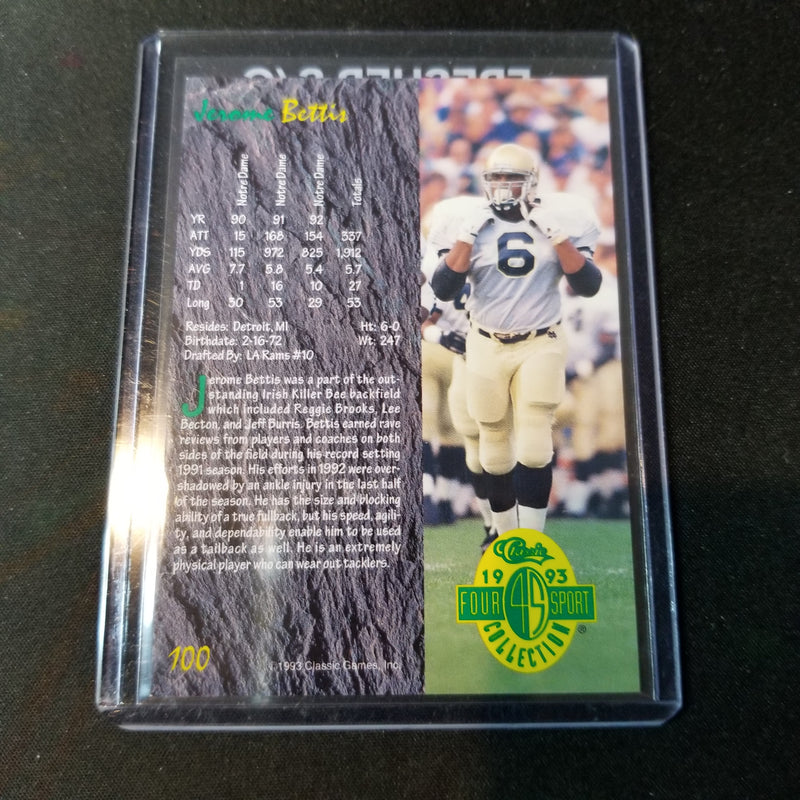 Jerome Bettis
Notre Dame Notre Dame Notre Dame Totals
YR 90 91 92
ATT 15 168 154 337
YDS 115 972 825 1,912
AVG 7.7 5.8 5.4 5.7
TD 1 16 10 27
Long 30 53 29 53
Resides: Detroit, MI Ht: 6-0
Birthdate: 2-16-72 Wt: 247
Drafted By: LA Rams #10
Jerome Bettis was a part of the out-
standing Irish Killer Bee backfield
which included Reggie Brooks, Lee
Becton, and Jeff Burris. Bettis earned rave
reviews from players and coaches on both
sides of the field during his record setting
1991 season. His efforts in 1992 were over-
shadowed by an ankle injury in the last half
of the season. He has the size and blocking
ability of a true fullback, but his speed, agili-
ty, and dependability enable him to be used
as a tailback as well. He is an extremely
physical player who can wear out tacklers.
6
Classic
1993
FOUR 4S SPORT
COLLECTION ®
100
©1993 Classic Games, Inc.